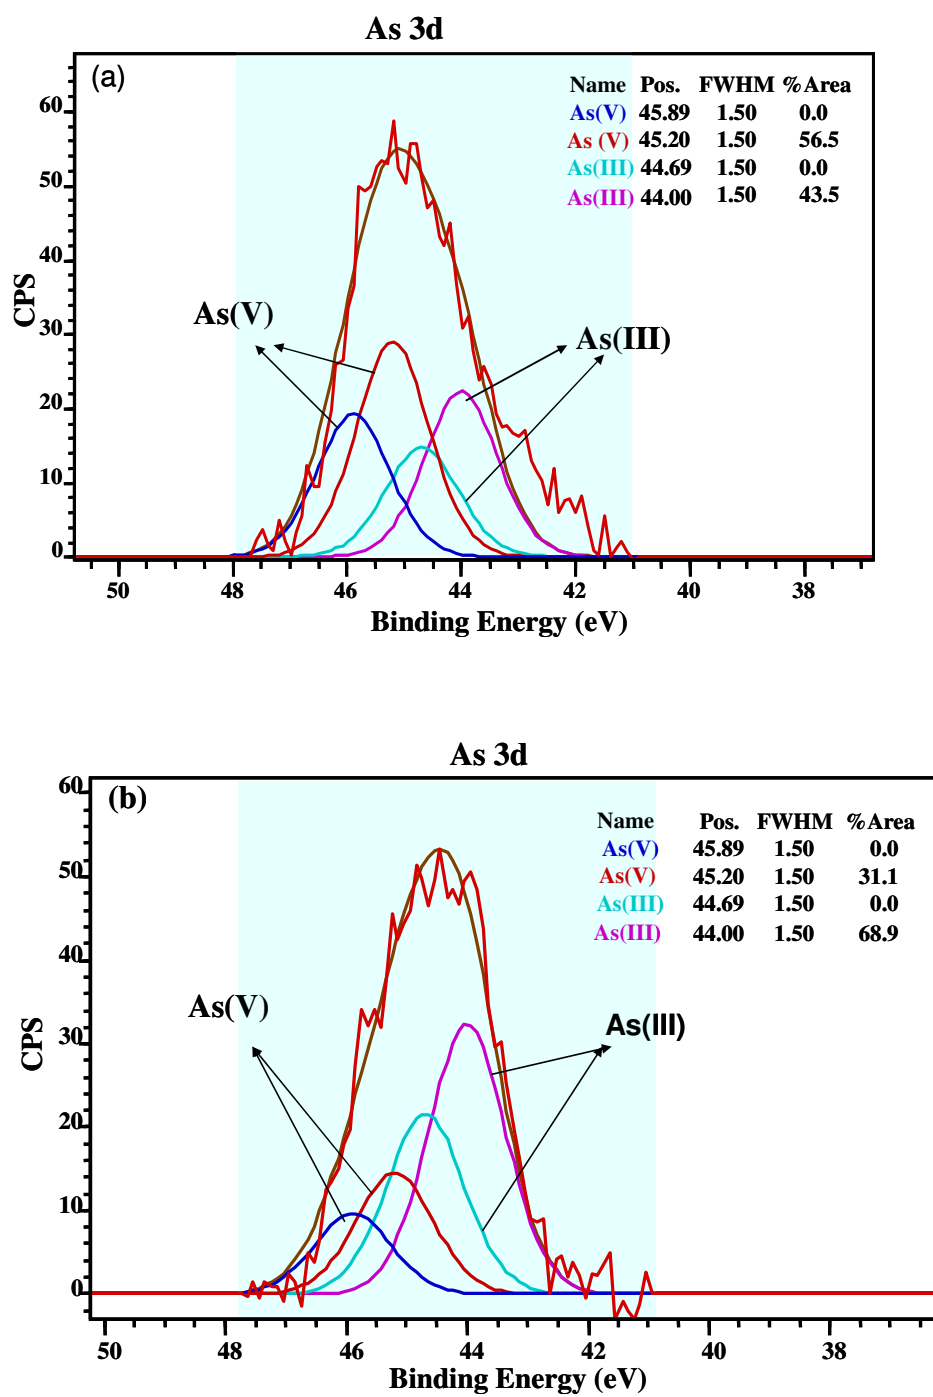 As 3d
(a)
Name Pos. FWHM %Area
As(V) 45.89 1.50 0.0
As (V) 45.20 1.50 56.5
As(III) 44.69 1.50 0.0
As(III) 44.00 1.50 43.5
60
50
40
30
20
10
0
CPS
As(V)
As(III)
50 48 46 44 42 40 38
Binding Energy (eV)
As 3d
(b)
Name Pos. FWHM %Area
As(V) 45.89 1.50 0.0
As(V) 45.20 1.50 31.1
As(III) 44.69 1.50 0.0
As(III) 44.00 1.50 68.9
60
50
40
30
20
10
0
CPS
As(V)
As(III)
50 48 46 44 42 40 38
Binding Energy (eV)